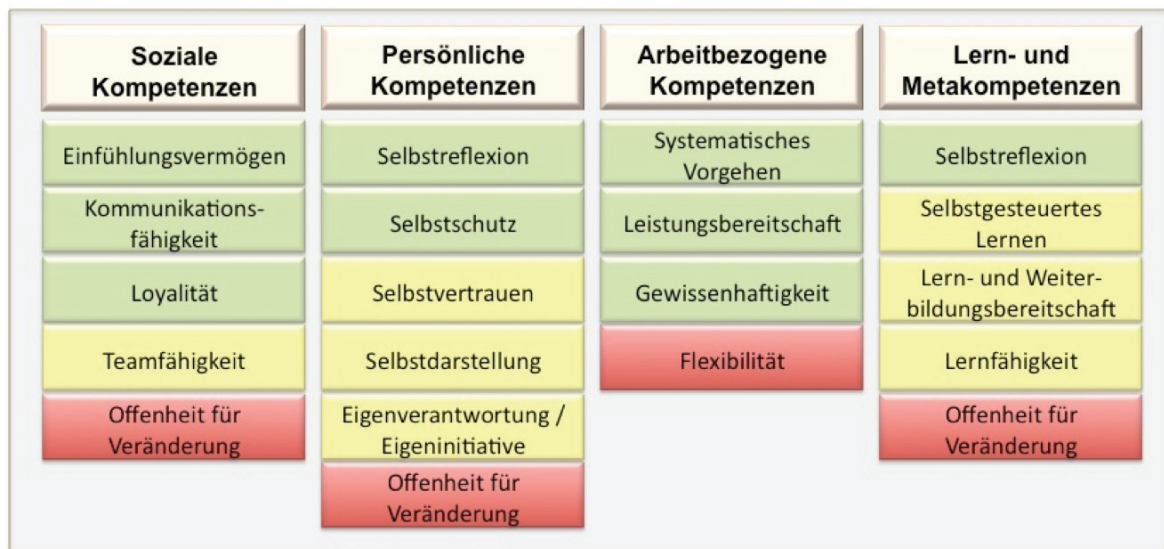 Soziale
Kompetenzen
Einfühlungsvermögen
Kommunikations-
fähigkeit
Loyalität
Teamfähigkeit
Offenheit für
Veränderung
Persönliche
Kompetenzen
Selbstreflexion
Selbstschutz
Selbstvertrauen
Selbstdarstellung
Eigenverantwortung /
Eigeninitiative
Offenheit für
Veränderung
Arbeitbezogene
Kompetenzen
Systematisches
Vorgehen
Leistungsbereitschaft
Gewissenhaftigkeit
Flexibilität
Lern- und
Metakompetenzen
Selbstreflexion
Selbstgesteuertes
Lernen
Lern- und Weiter-
bildungsbereitschaft
Lernfähigkeit
Offenheit für
Veränderung